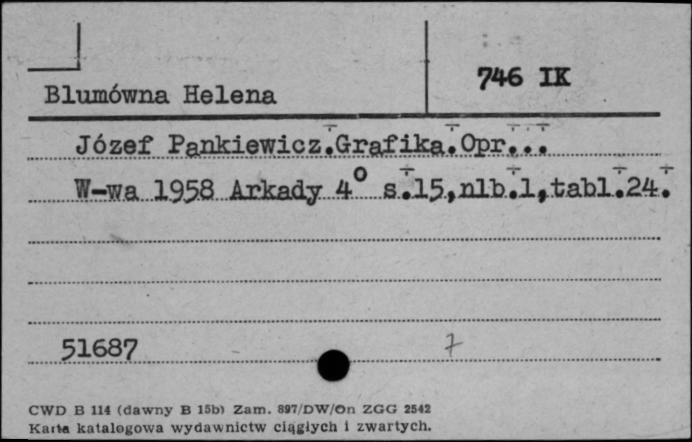 746 IK
Blumówna Helena
Józef Pankiewicz.Grafika.Opr...
W-wa 1958 Arkady 4° s.15,nlb.1,tabl.24.
51687 7
CWD B 114 (dawny B 15b) Zam. 897/DW/On ZGG 2542
Karta katalogowa wydawnictw ciągłych i zwartych.